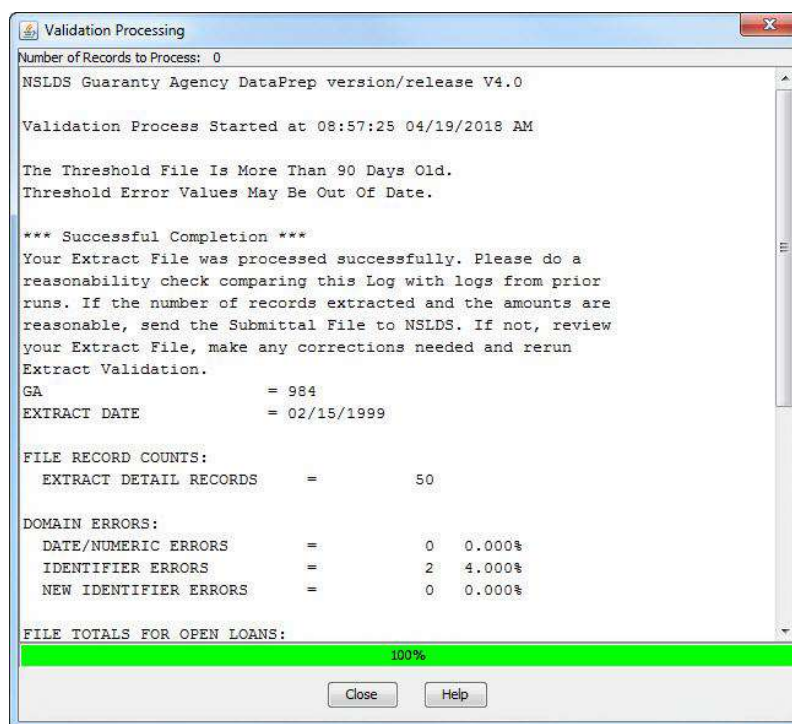 Validation Processing
Number of Records to Process: 0
NSLDS Guaranty Agency DataPrep version/release V4.0
Validation Process Started at 08:57:25 04/19/2018 AM
The Threshold File Is More Than 90 Days Old.
Threshold Error Values May Be Out Of Date.
*** Successful Completion ***
Your Extract File was processed successfully. Please do a
reasonability check comparing this Log with logs from prior
runs. If the number of records extracted and the amounts are
reasonable, send the Submittal File to NSLDS. If not, review
your Extract File, make any corrections needed and rerun
Extract Validation.
GA = 984
EXTRACT DATE = 02/15/1999
FILE RECORD COUNTS:
EXTRACT DETAIL RECORDS = 50
DOMAIN ERRORS:
DATE/NUMERIC ERRORS = 0 0.000%
IDENTIFIER ERRORS = 2 4.000%
NEW IDENTIFIER ERRORS = 0 0.000%
FILE TOTALS FOR OPEN LOANS:
100%
Close Help